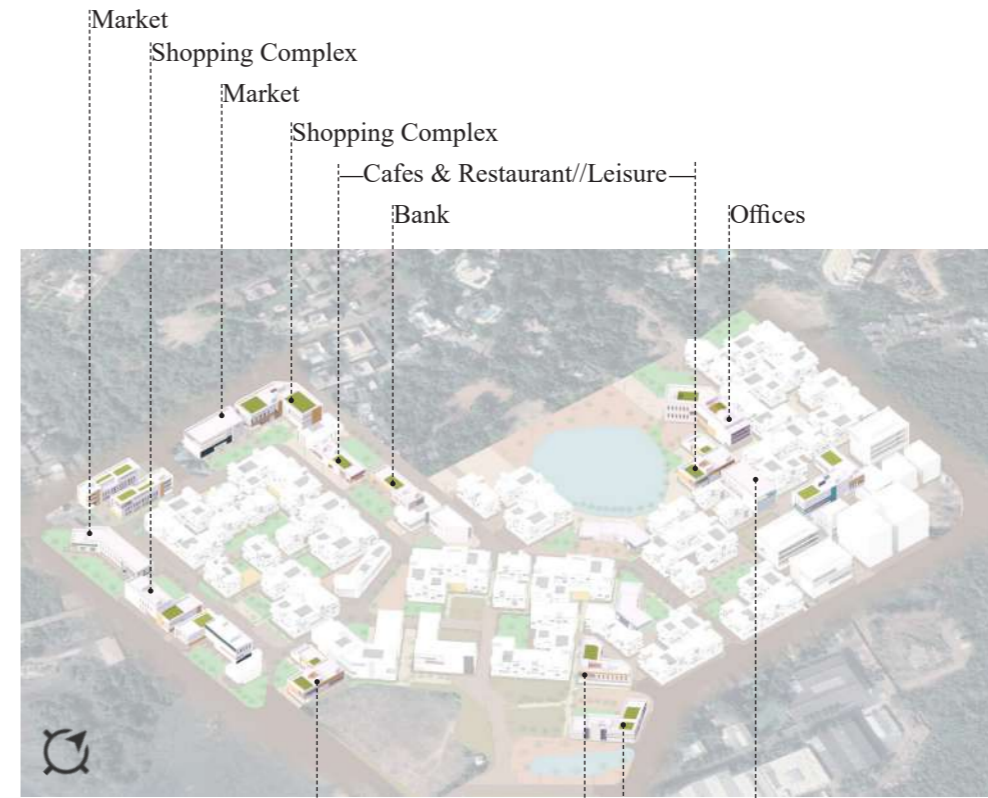 Market
Shopping Complex
Market
Shopping Complex
Cafes & Restaurant//Leisure
Bank
Offices